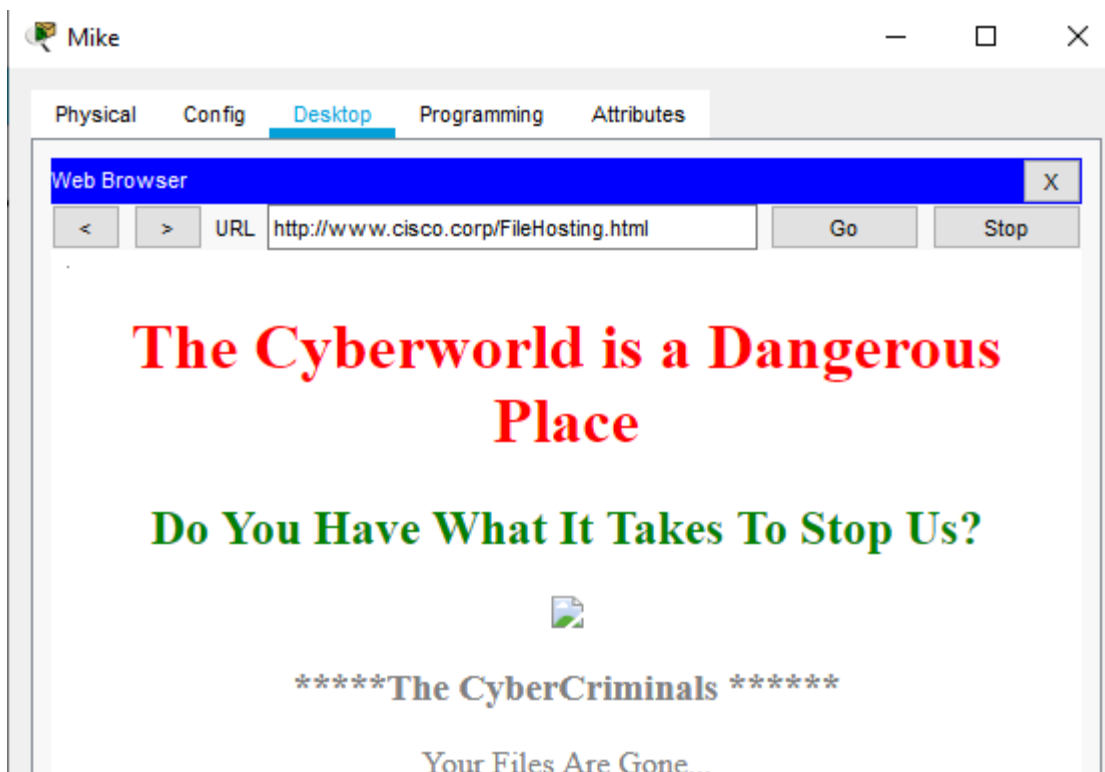 Mike
Physical Config Desktop Programming Attributes
Web Browser X
< > URL http://www.cisco.corp/FileHosting.html Go Stop
The Cyberworld is a Dangerous
Place
Do You Have What It Takes To Stop Us?
*****The CyberCriminals ******
Your Files Are Gone...